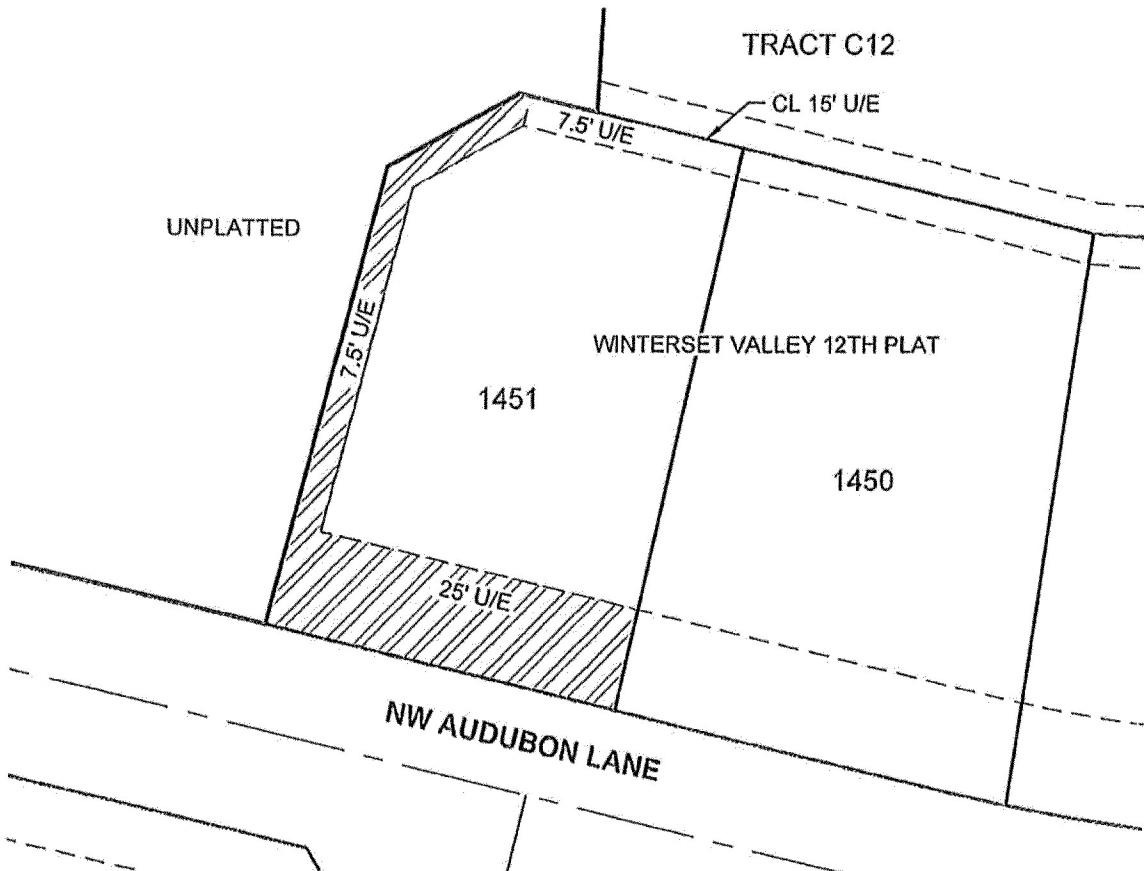 TRACT C12
CL 15' U/E
7.5' U/E
UNPLATTED
7.5' U/E
WINTERSET VALLEY 12TH PLAT
1451
1450
25' U/E
NW AUDUBON LANE